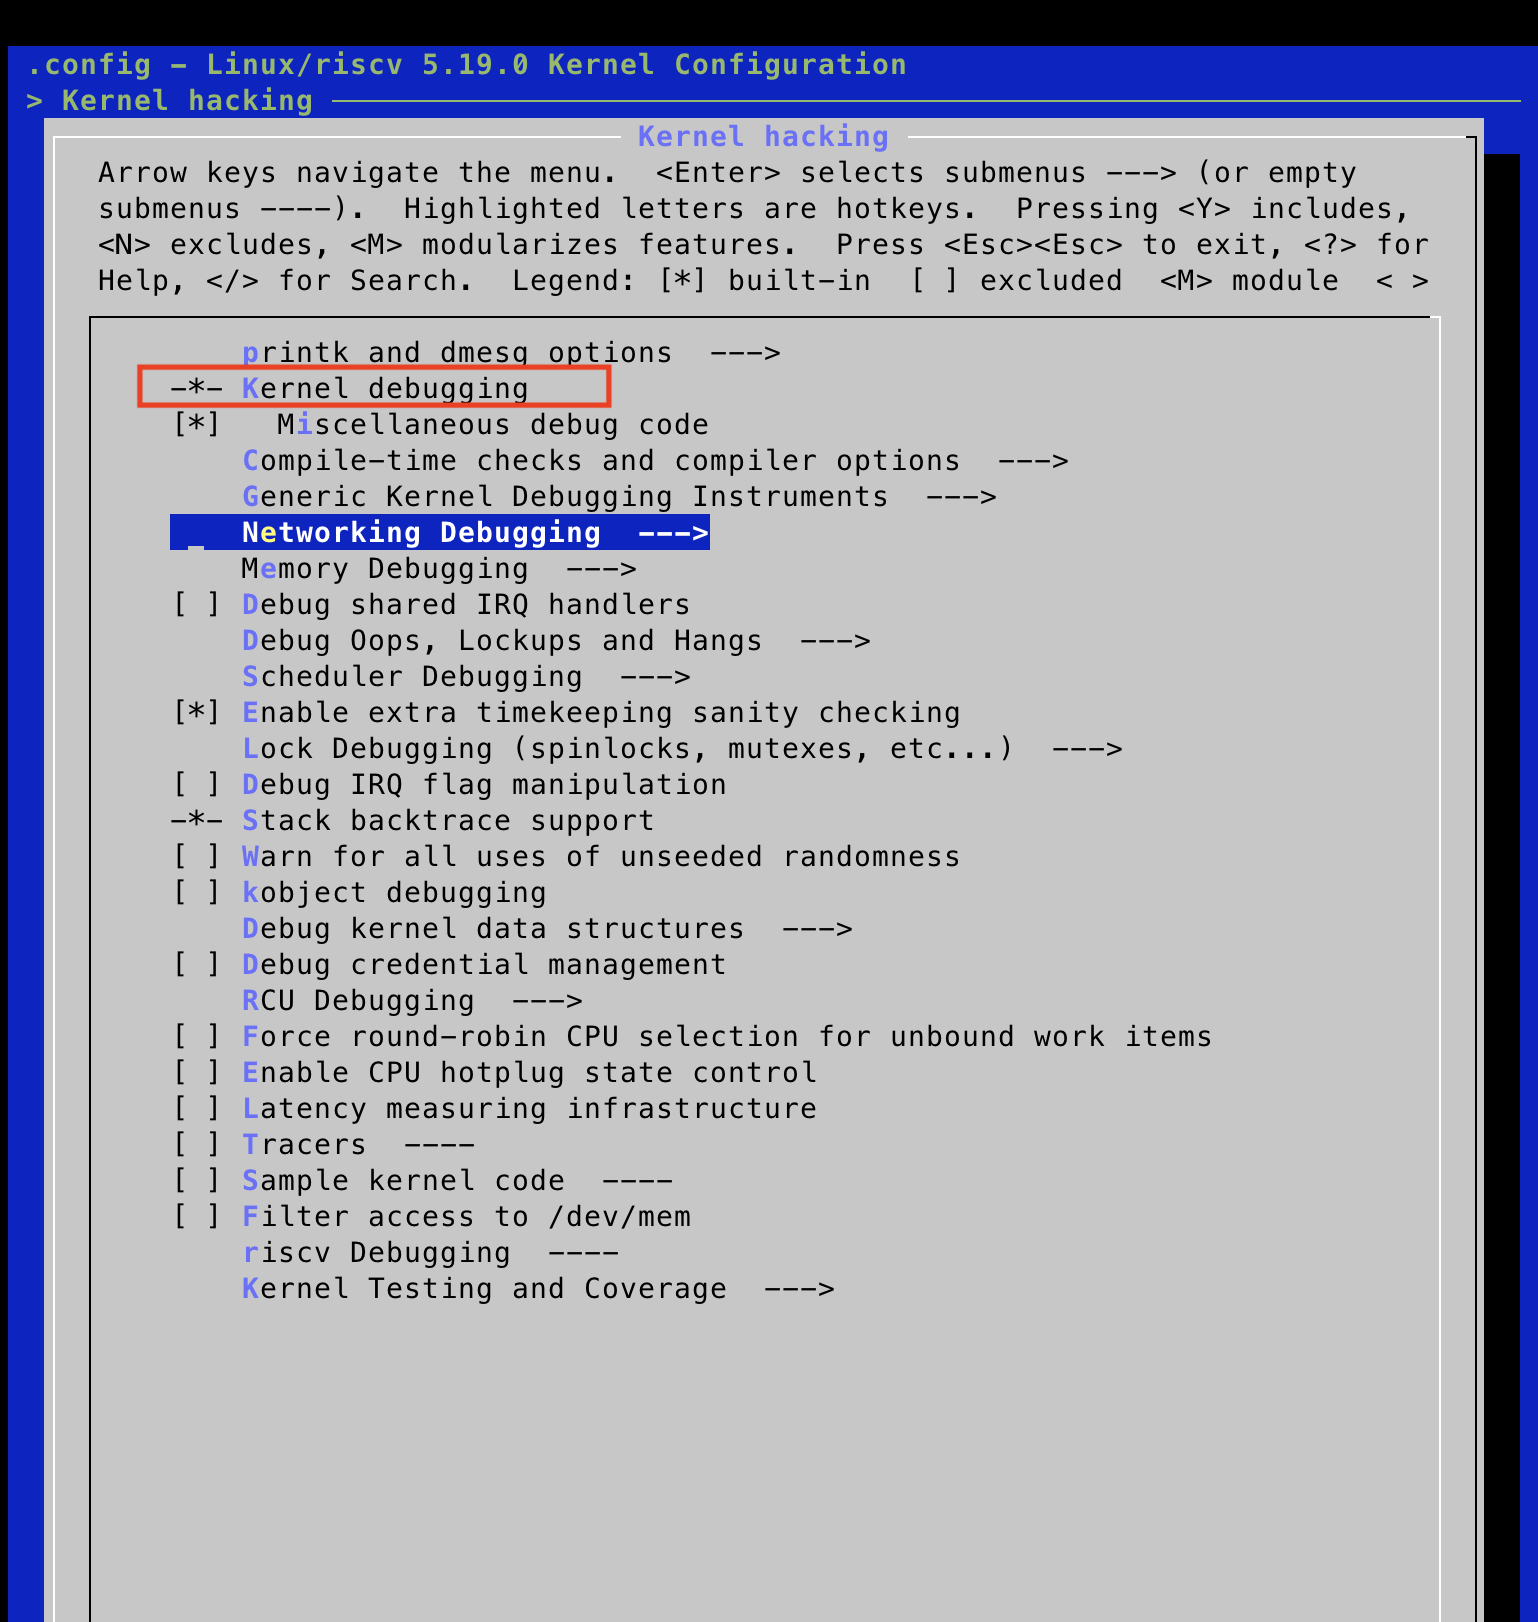 .config - Linux/riscv 5.19.0 Kernel Configuration
> Kernel hacking
Kernel hacking
Arrow keys navigate the menu.  <Enter> selects submenus ---> (or empty
submenus ----).  Highlighted letters are hotkeys.  Pressing <Y> includes,
<N> excludes, <M> modularizes features.  Press <Esc><Esc> to exit, <?> for
Help, </> for Search.  Legend: [*] built-in  [ ] excluded  <M> module  < >
printk and dmesg options  --->
-*- Kernel debugging
[*]   Miscellaneous debug code
Compile-time checks and compiler options  --->
Generic Kernel Debugging Instruments  --->
Networking Debugging  --->
Memory Debugging  --->
[ ] Debug shared IRQ handlers
Debug Oops, Lockups and Hangs  --->
Scheduler Debugging  --->
[*] Enable extra timekeeping sanity checking
Lock Debugging (spinlocks, mutexes, etc...)  --->
[ ] Debug IRQ flag manipulation
-*- Stack backtrace support
[ ] Warn for all uses of unseeded randomness
[ ] kobject debugging
Debug kernel data structures  --->
[ ] Debug credential management
RCU Debugging  --->
[ ] Force round-robin CPU selection for unbound work items
[ ] Enable CPU hotplug state control
[ ] Latency measuring infrastructure
[ ] Tracers  ----
[ ] Sample kernel code  ----
[ ] Filter access to /dev/mem
riscv Debugging  ----
Kernel Testing and Coverage  --->